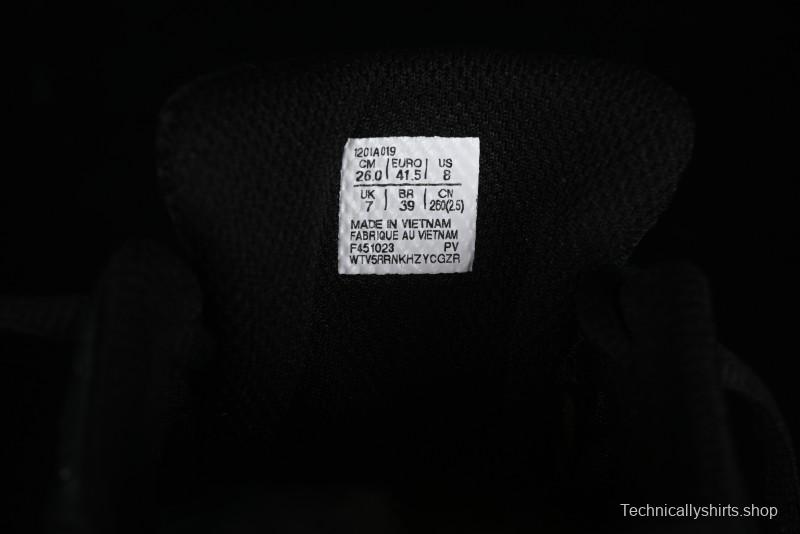 1201A019
CM | EURO | US
26.0 | 41.5 | 8
UK | BR | CN
7 | 39 | 260(2.5)
MADE IN VIETNAM
FABRIQUE AU VIETNAM
F451023 PV
WTV5RRNKHZYCGZR
Technicallyshirts.shop